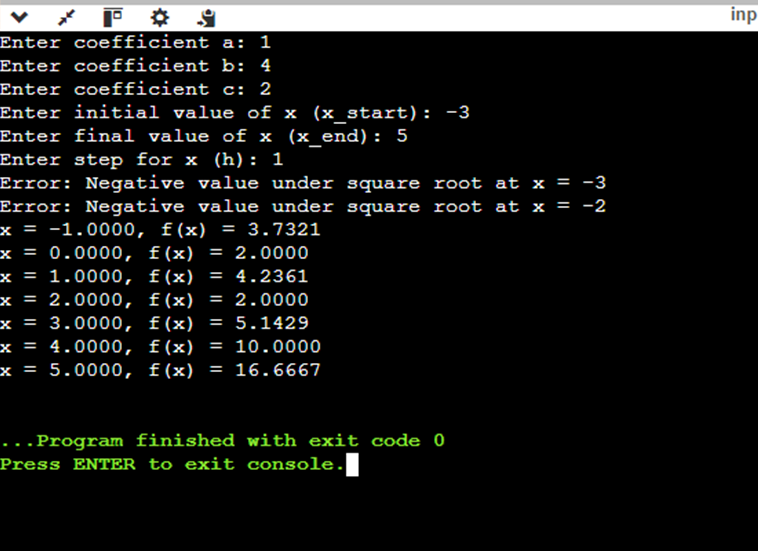 inp
Enter coefficient a: 1
Enter coefficient b: 4
Enter coefficient c: 2
Enter initial value of x (x_start): -3
Enter final value of x (x_end): 5
Enter step for x (h): 1
Error: Negative value under square root at x = -3
Error: Negative value under square root at x = -2
x = -1.0000, f(x) = 3.7321
x = 0.0000, f(x) = 2.0000
x = 1.0000, f(x) = 4.2361
x = 2.0000, f(x) = 2.0000
x = 3.0000, f(x) = 5.1429
x = 4.0000, f(x) = 10.0000
x = 5.0000, f(x) = 16.6667
...Program finished with exit code 0
Press ENTER to exit console.